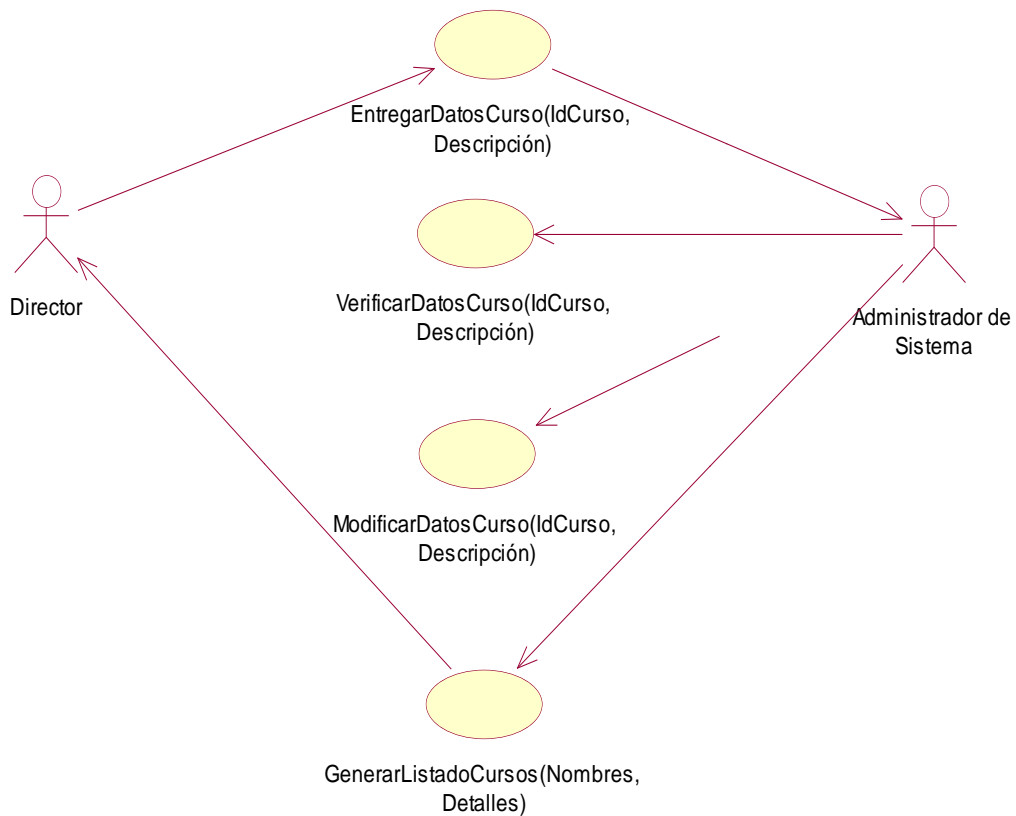 EntregarDatosCurso(IdCurso,
Descripción)
Director
VerificarDatosCurso(IdCurso,
Descripción)
Administrador de
Sistema
ModificarDatosCurso(IdCurso,
Descripción)
GenerarListadoCursos(Nombres,
Detalles)